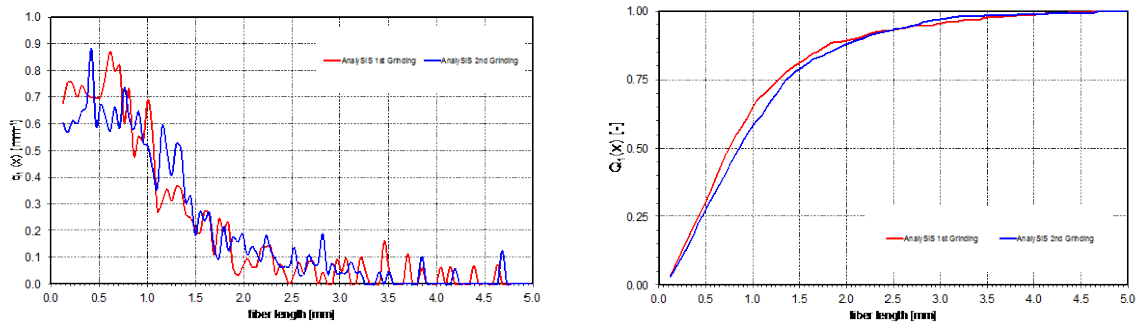 1.0
0.9
0.8
0.7
0.6
0.5
0.4
0.3
0.2
0.1
0.0
q₁ (x) [mm⁻¹]
AnalySIS 1st Grinding
AnalySIS 2nd Grinding
0.0 0.5 1.0 1.5 2.0 2.5 3.0 3.5 4.0 4.5 5.0
fiber length [mm]
1.00
0.75
0.50
0.25
0.00
Q₁(x) [-]
AnalySIS 1st Grinding
AnalySIS 2nd Grinding
0.0 0.5 1.0 1.5 2.0 2.5 3.0 3.5 4.0 4.5 5.0
fiber length [mm]